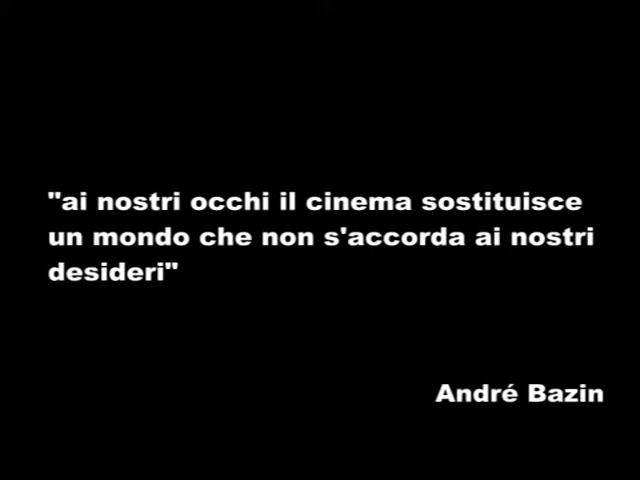 "ai nostri occhi il cinema sostituisce
un mondo che non s'accorda ai nostri
desideri"
André Bazin